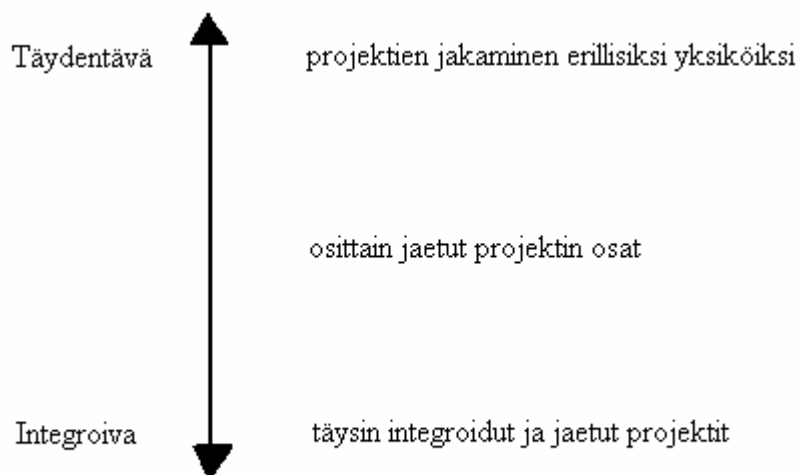 Täydentävä projektien jakaminen erillisiksi yksiköiksi
osittain jaetut projektin osat
Integroiva täysin integroidut ja jaetut projektit